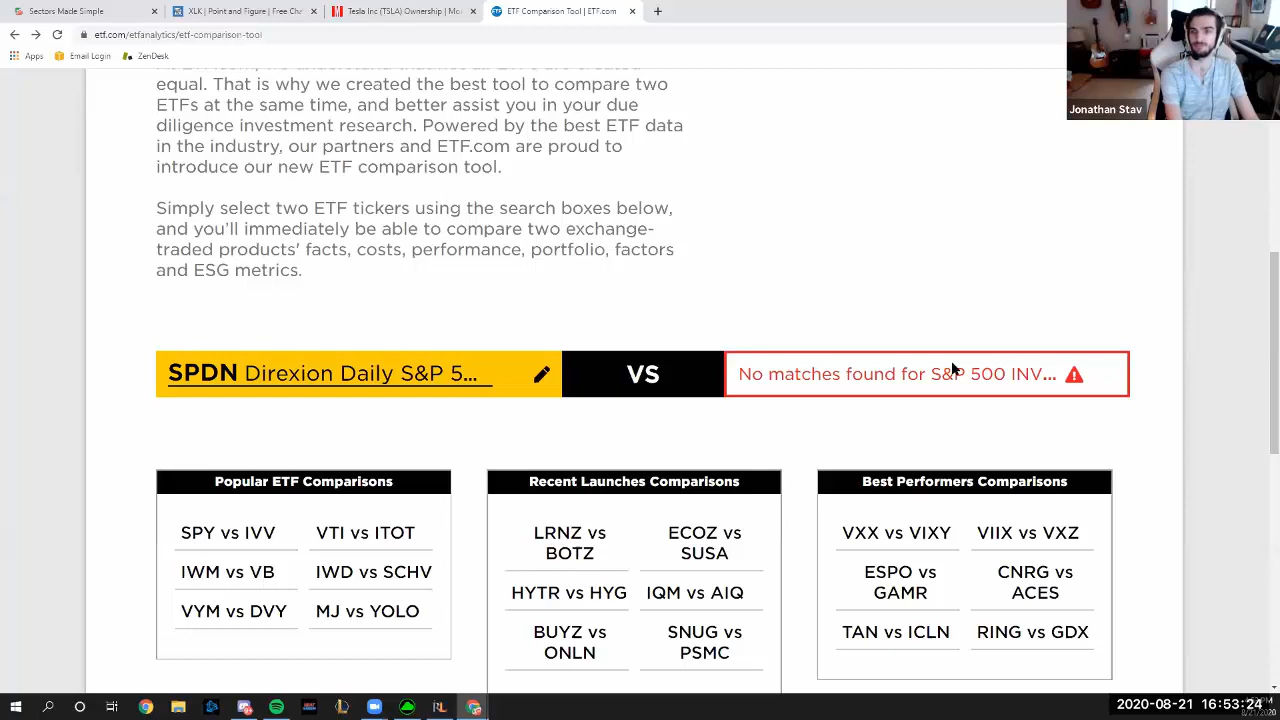 Sectors Made Simple
XLK | Point and Figure | Free Chr
Tesla Inc (TSLA) Ownership | Mo
ETF Comparison Tool | ETF.com
etf.com/etfanalytics/etf-comparison-tool
Apps
Email Login
ZenDesk
Jonathan Stav
equal. That is why we created the best tool to compare two
ETFs at the same time, and better assist you in your due
diligence investment research. Powered by the best ETF data
in the industry, our partners and ETF.com are proud to
introduce our new ETF comparison tool.
Simply select two ETF tickers using the search boxes below,
and you'll immediately be able to compare two exchange-
traded products' facts, costs, performance, portfolio, factors
and ESG metrics.
SPDN Direxion Daily S&P 5...
VS
No matches found for S&P 500 INV...
Popular ETF Comparisons
SPY vs IVV
VTI vs ITOT
IWM vs VB
IWD vs SCHV
VYM vs DVY
MJ vs YOLO
Recent Launches Comparisons
LRNZ vs
BOTZ
ECOZ vs
SUSA
HYTR vs HYG
IQM vs AIQ
BUYZ vs
ONLN
SNUG vs
PSMC
Best Performers Comparisons
VXX vs VIXY
VIIX vs VXZ
ESPO vs
GAMR
CNRG vs
ACES
TAN vs ICLN
RING vs GDX
2020-08-21 16:53:24